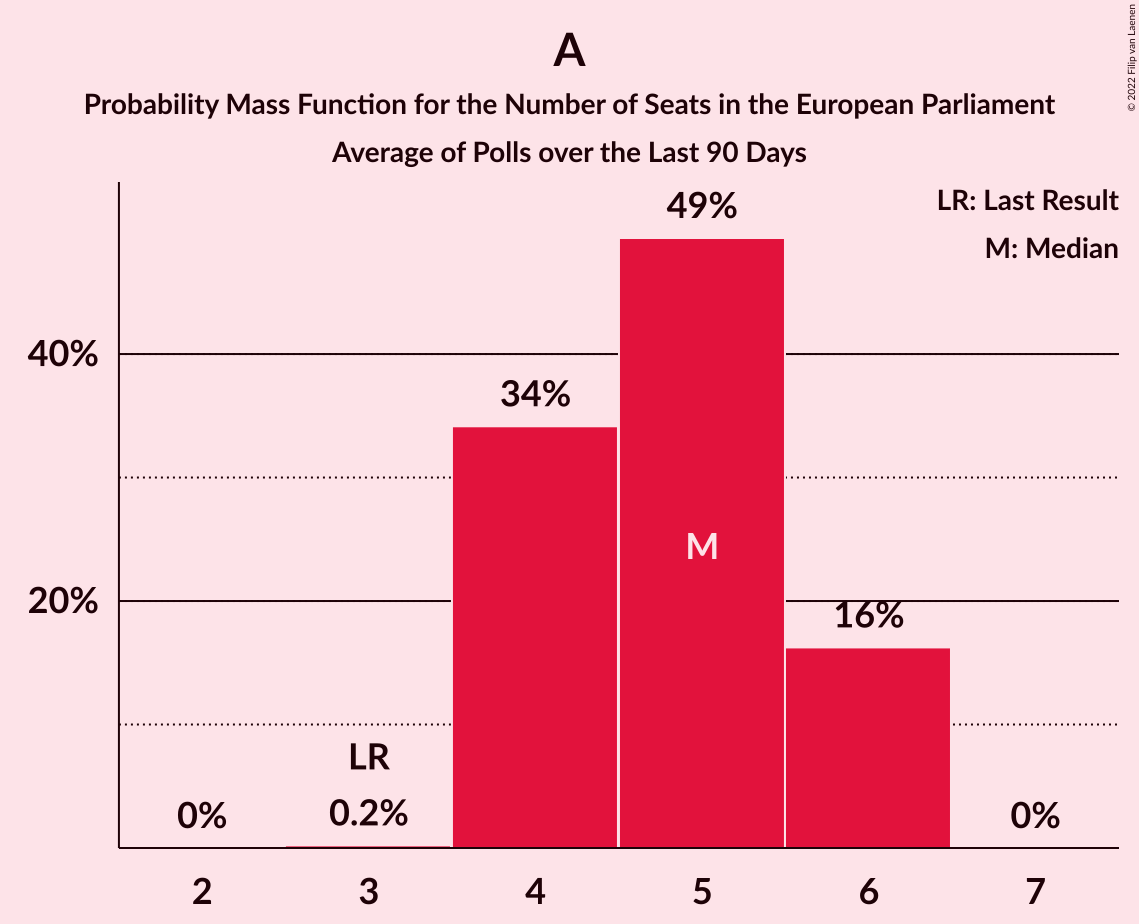 A
Probability Mass Function for the Number of Seats in the European Parliament
Average of Polls over the Last 90 Days
© 2022 Filip van Laenen
LR: Last Result
M: Median
49%
40%
34%
M
20%
16%
LR
0%
0.2%
0%
2 3 4 5 6 7